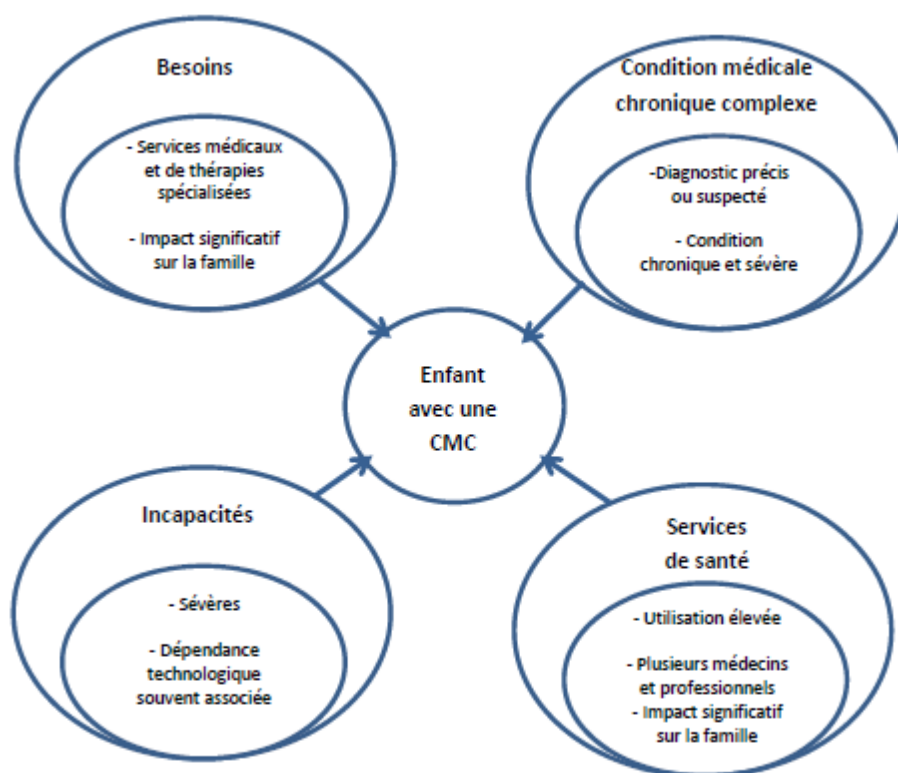 Besoins
- Services médicaux
et de thérapies
spécialisées
- Impact significatif
sur la famille
Condition médicale
chronique complexe
-Diagnostic précis
ou suspecté
- Condition
chronique et sévère
Enfant
avec une
CMC
Incapacités
- Sévères
- Dépendance
technologique
souvent associée
Services
de santé
- Utilisation élevée
- Plusieurs médecins
et professionnels
- Impact significatif
sur la famille